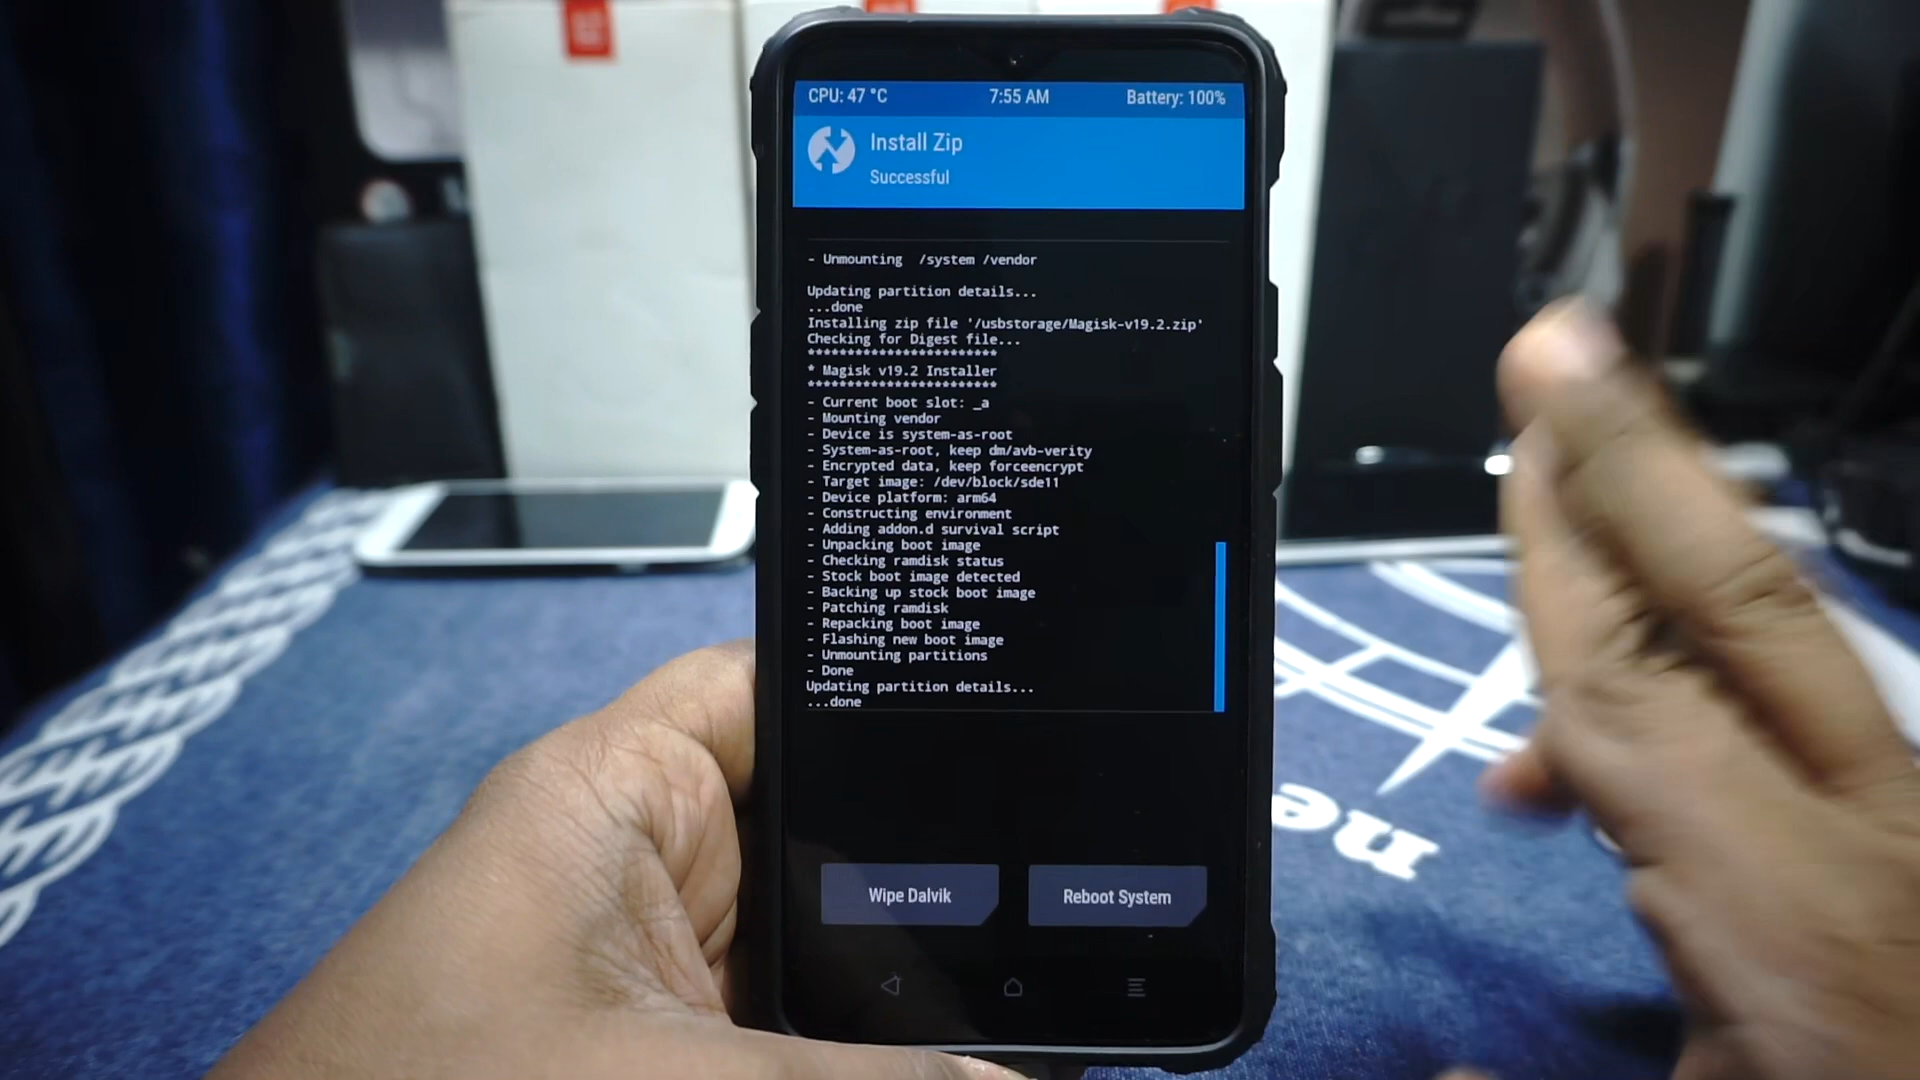 CPU: 47 °C 7:55 AM Battery: 100%
Install Zip
Successful
- Unmounting /system /vendor
Updating partition details...
...done
Installing zip file '/usbstorage/Magisk-v19.2.zip'
Checking for Digest file...
************************
* Magisk v19.2 Installer
************************
- Current boot slot: _a
- Mounting vendor
- Device is system-as-root
- System-as-root, keep dm/avb-verity
- Encrypted data, keep forceencrypt
- Target image: /dev/block/sde11
- Device platform: arm64
- Constructing environment
- Adding addon.d survival script
- Unpacking boot image
- Checking ramdisk status
- Stock boot image detected
- Backing up stock boot image
- Patching ramdisk
- Repacking boot image
- Flashing new boot image
- Unmounting partitions
- Done
Updating partition details...
...done
Wipe Dalvik
Reboot System
ne